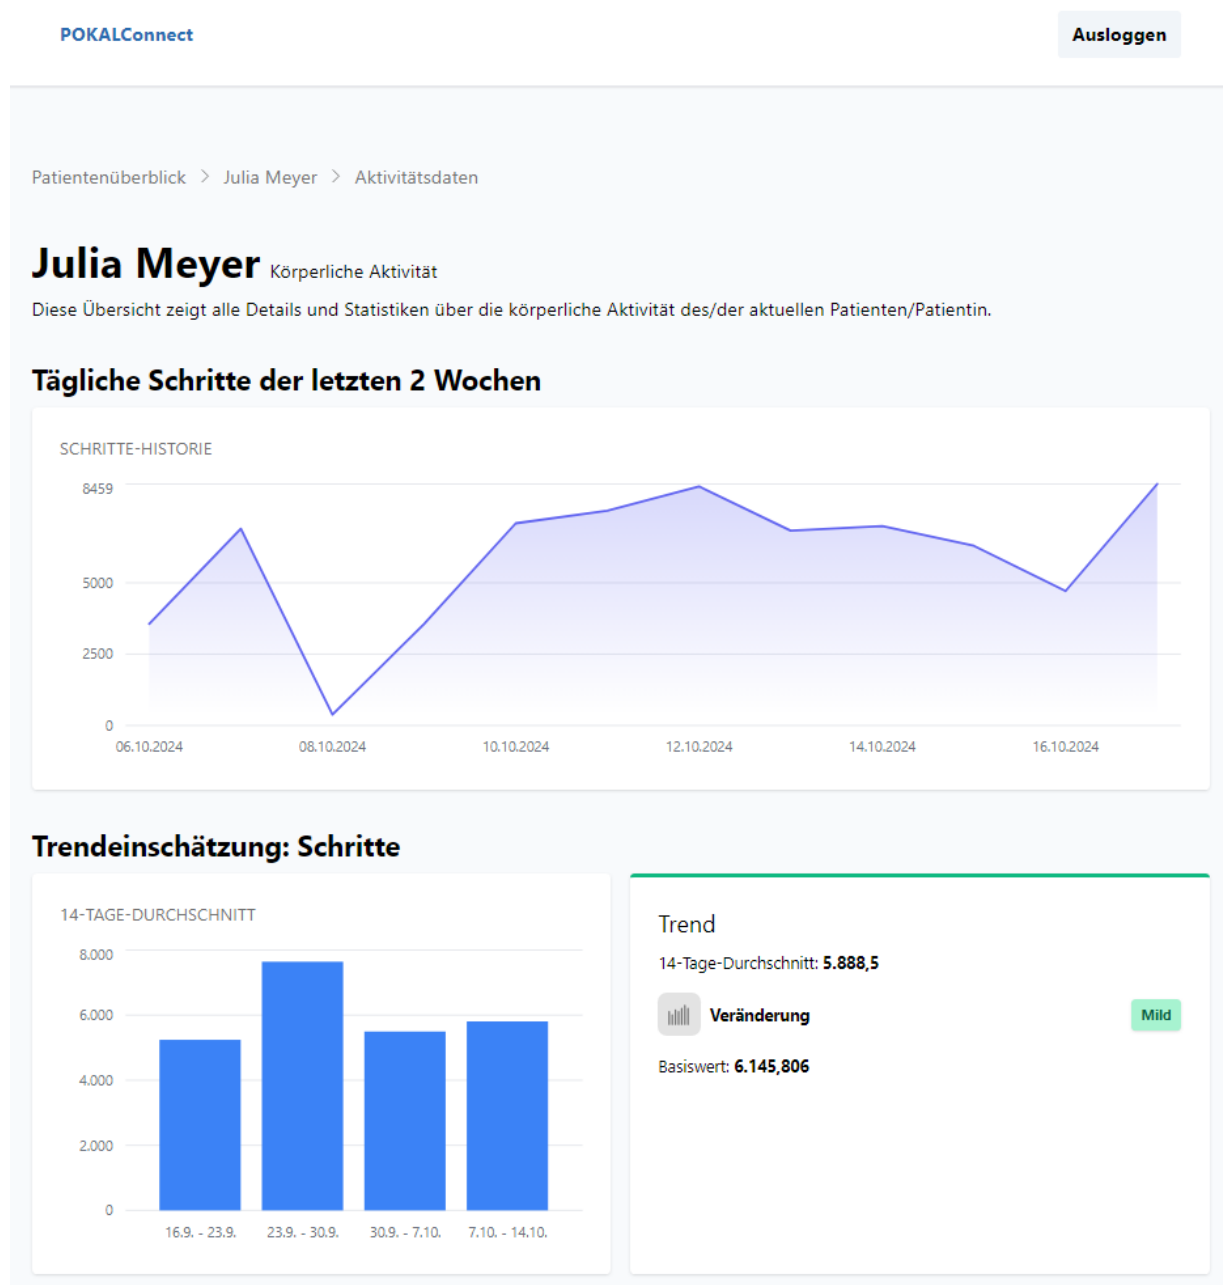 POKALConnect
Ausloggen
Patientenüberblick > Julia Meyer > Aktivitätsdaten
Julia Meyer Körperliche Aktivität
Diese Übersicht zeigt alle Details und Statistiken über die körperliche Aktivität des/der aktuellen Patienten/Patientin.
Tägliche Schritte der letzten 2 Wochen
SCHRITTE-HISTORIE
8459
5000
2500
0
06.10.2024 08.10.2024 10.10.2024 12.10.2024 14.10.2024 16.10.2024
Trendeinschätzung: Schritte
14-TAGE-DURCHSCHNITT
8.000
6.000
4.000
2.000
0
16.9. - 23.9. 23.9. - 30.9. 30.9. - 7.10. 7.10. - 14.10.
Trend
14-Tage-Durchschnitt: 5.888,5
Veränderung
Mild
Basiswert: 6.145,806